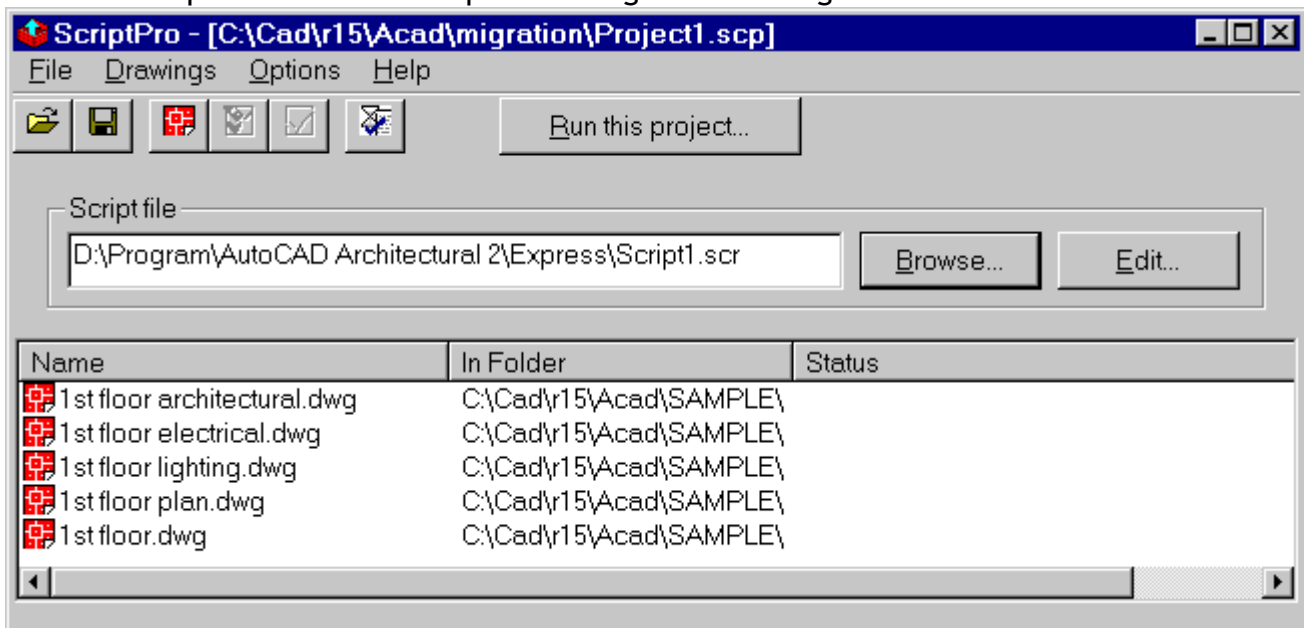 ScriptPro - [C:\Cad\r15\Acad\migration\Project1.scp]
File Drawings Options Help
Run this project...
Script file
D:\Program\AutoCAD Architectural 2\Express\Script1.scr Browse... Edit...
Name In Folder Status
1st floor architectural.dwg C:\Cad\r15\Acad\SAMPLE\
1st floor electrical.dwg C:\Cad\r15\Acad\SAMPLE\
1st floor lighting.dwg C:\Cad\r15\Acad\SAMPLE\
1st floor plan.dwg C:\Cad\r15\Acad\SAMPLE\
1st floor.dwg C:\Cad\r15\Acad\SAMPLE\